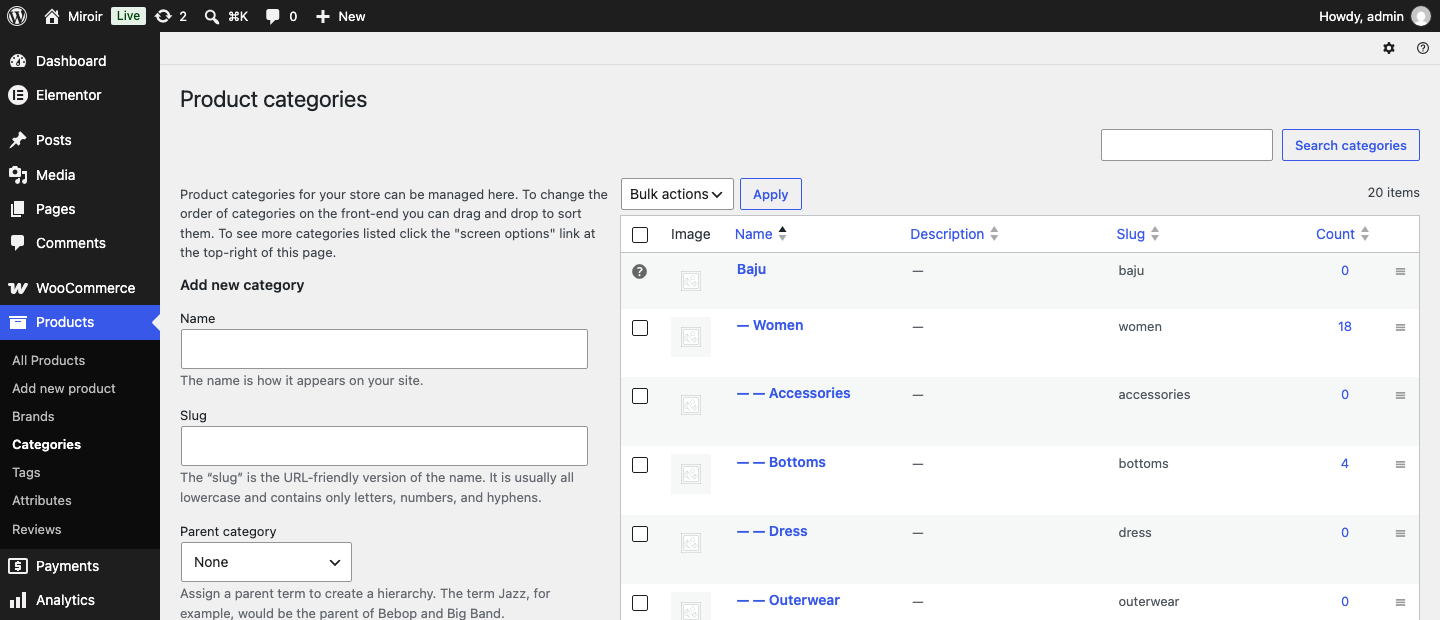 Miroir Live 2 ⌘K 0 New Howdy, admin
Dashboard
Elementor
Posts
Media
Pages
Comments
WooCommerce
Products
All Products
Add new product
Brands
Categories
Tags
Attributes
Reviews
Payments
Analytics
Product categories
Search categories
Product categories for your store can be managed here. To change the
order of categories on the front-end you can drag and drop to sort
them. To see more categories listed click the "screen options" link at
the top-right of this page.
Add new category
Name
The name is how it appears on your site.
Slug
The “slug” is the URL-friendly version of the name. It is usually all
lowercase and contains only letters, numbers, and hyphens.
Parent category
None
Assign a parent term to create a hierarchy. The term Jazz, for
example, would be the parent of Bebop and Big Band.
Bulk actions Apply 20 items
Image Name Description Slug Count
Baju — baju 0
— Women — women 18
— — Accessories — accessories 0
— — Bottoms — bottoms 4
— — Dress — dress 0
— — Outerwear — outerwear 0